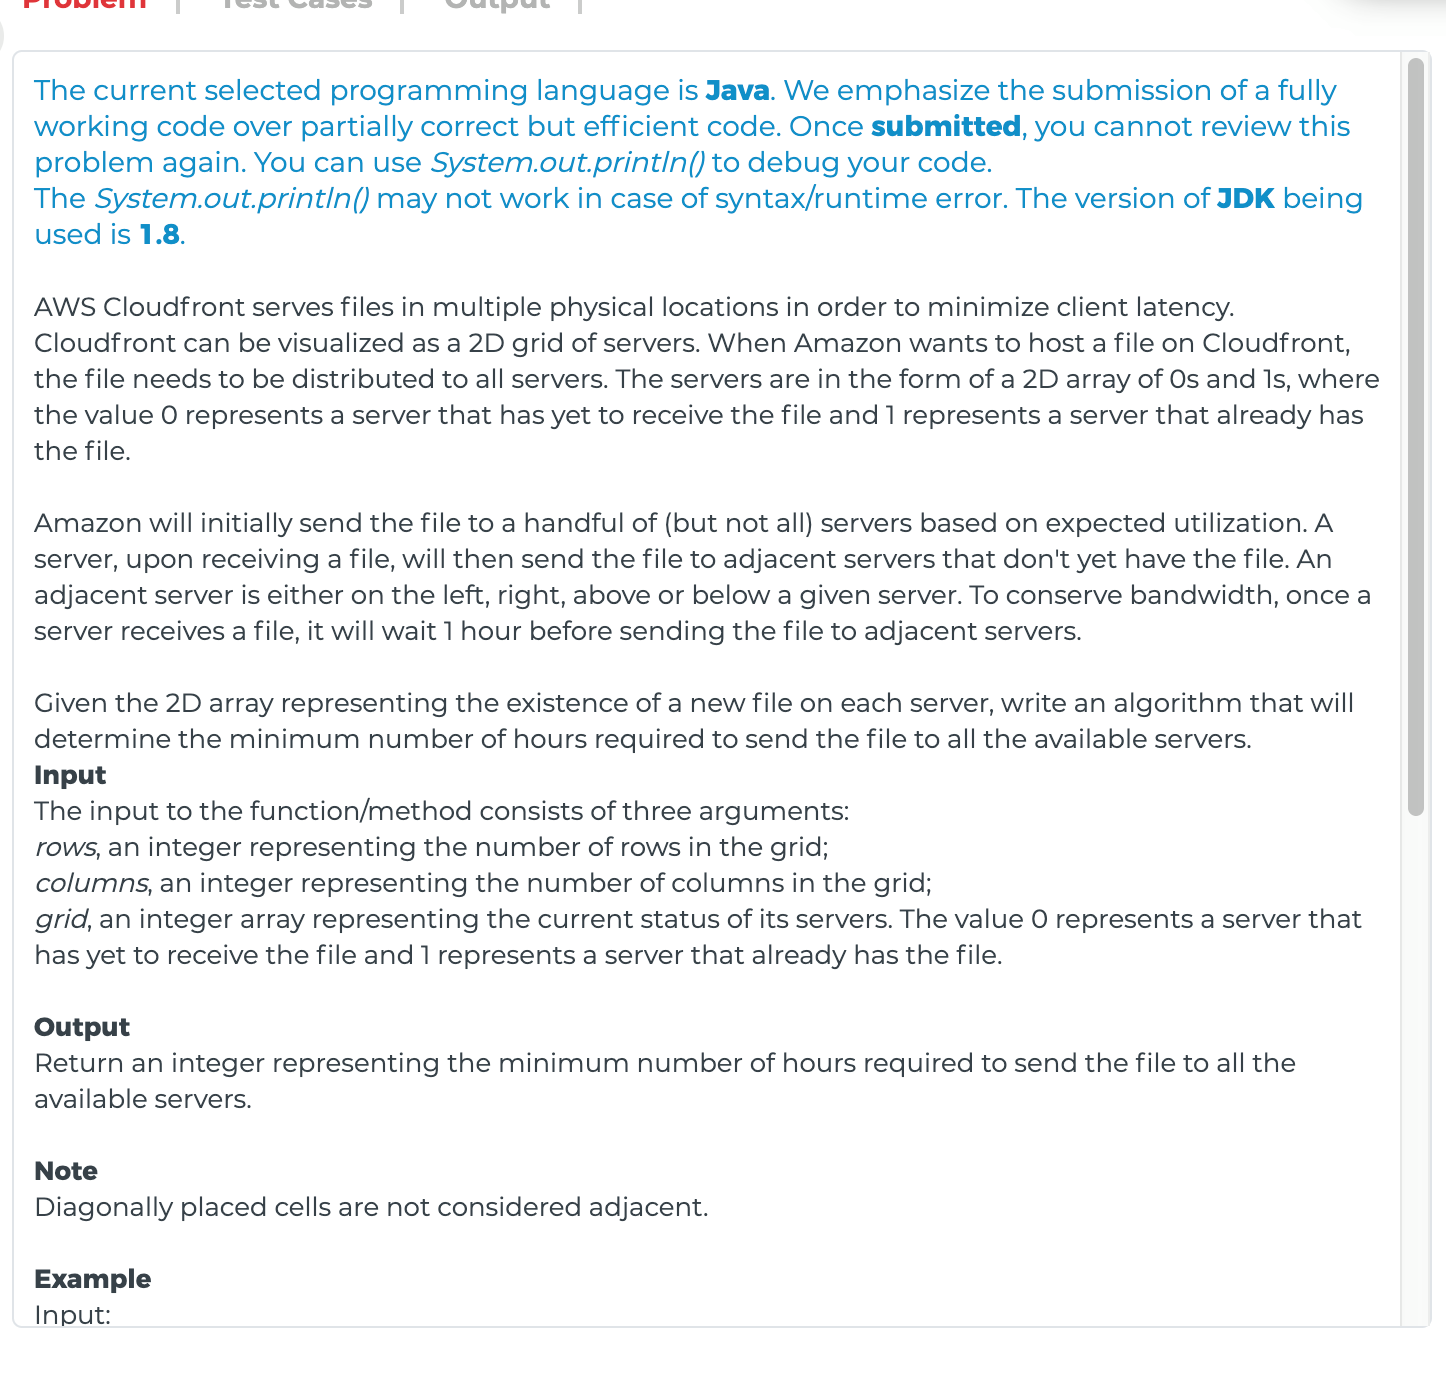 Problem | Test Cases | Output |
The current selected programming language is Java. We emphasize the submission of a fully
working code over partially correct but efficient code. Once submitted, you cannot review this
problem again. You can use System.out.println() to debug your code.
The System.out.println() may not work in case of syntax/runtime error. The version of JDK being
used is 1.8.
AWS Cloudfront serves files in multiple physical locations in order to minimize client latency.
Cloudfront can be visualized as a 2D grid of servers. When Amazon wants to host a file on Cloudfront,
the file needs to be distributed to all servers. The servers are in the form of a 2D array of 0s and 1s, where
the value 0 represents a server that has yet to receive the file and 1 represents a server that already has
the file.
Amazon will initially send the file to a handful of (but not all) servers based on expected utilization. A
server, upon receiving a file, will then send the file to adjacent servers that don't yet have the file. An
adjacent server is either on the left, right, above or below a given server. To conserve bandwidth, once a
server receives a file, it will wait 1 hour before sending the file to adjacent servers.
Given the 2D array representing the existence of a new file on each server, write an algorithm that will
determine the minimum number of hours required to send the file to all the available servers.
Input
The input to the function/method consists of three arguments:
rows, an integer representing the number of rows in the grid;
columns, an integer representing the number of columns in the grid;
grid, an integer array representing the current status of its servers. The value 0 represents a server that
has yet to receive the file and 1 represents a server that already has the file.
Output
Return an integer representing the minimum number of hours required to send the file to all the
available servers.
Note
Diagonally placed cells are not considered adjacent.
Example
Input: